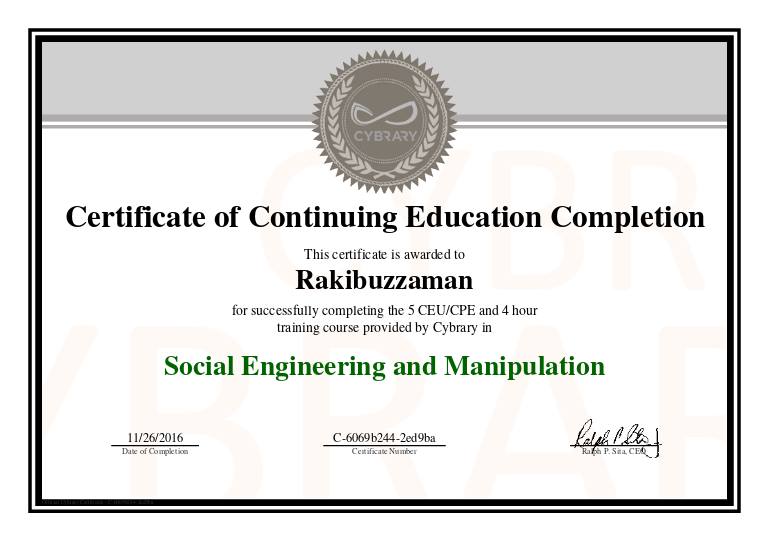 CYBRARY
Certificate of Continuing Education Completion
This certificate is awarded to
Rakibuzzaman
for successfully completing the 5 CEU/CPE and 4 hour
training course provided by Cybrary in
Social Engineering and Manipulation
11/26/2016
Date of Completion
C-6069b244-2ed9ba
Certificate Number
Ralph P. Sita
Ralph P. Sita, CEO